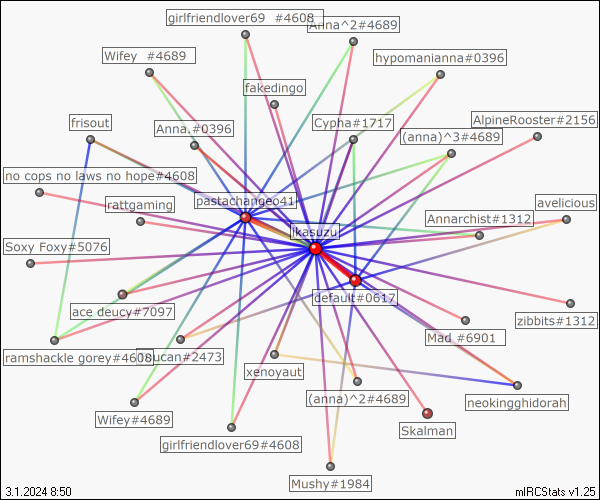 girlfriendlover69 #4608
Anna^2#4689
Wifey #4689
hypomanianna#0396
fakedingo
frisout
Cypha#1717
AlpineRooster#2156
Anna.#0396
(anna)^3#4689
no cops no laws no hope#4608
pastachangeo41
rattgaming
avelicious
Annarchist#1312
ikasuzu
Soxy Foxy#5076
default#0617
ace deucy#7097
zibbits#1312
Mad #6901
ramshackle gorey#4608
#2473
xenoyaut
(anna)^2#4689
neokingghidorah
Wifey#4689
Skalman
girlfriendlover69#4608
Mushy#1984
3.1.2024 8:50
mIRCStats v1.25